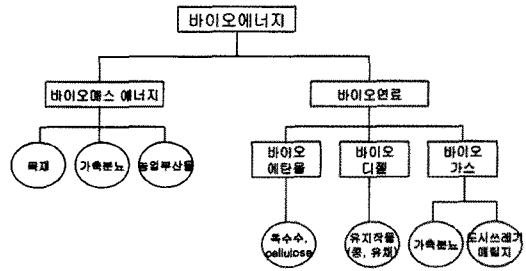 바이오에너지
바이오매스 에너지
바이오연료
목재
가축분뇨
농업부산물
바이오
에탄올
바이오
디젤
바이오
가스
옥수수,
cellulose
유지작물
(콩, 유채)
가축분뇨
도시쓰레기
매립지